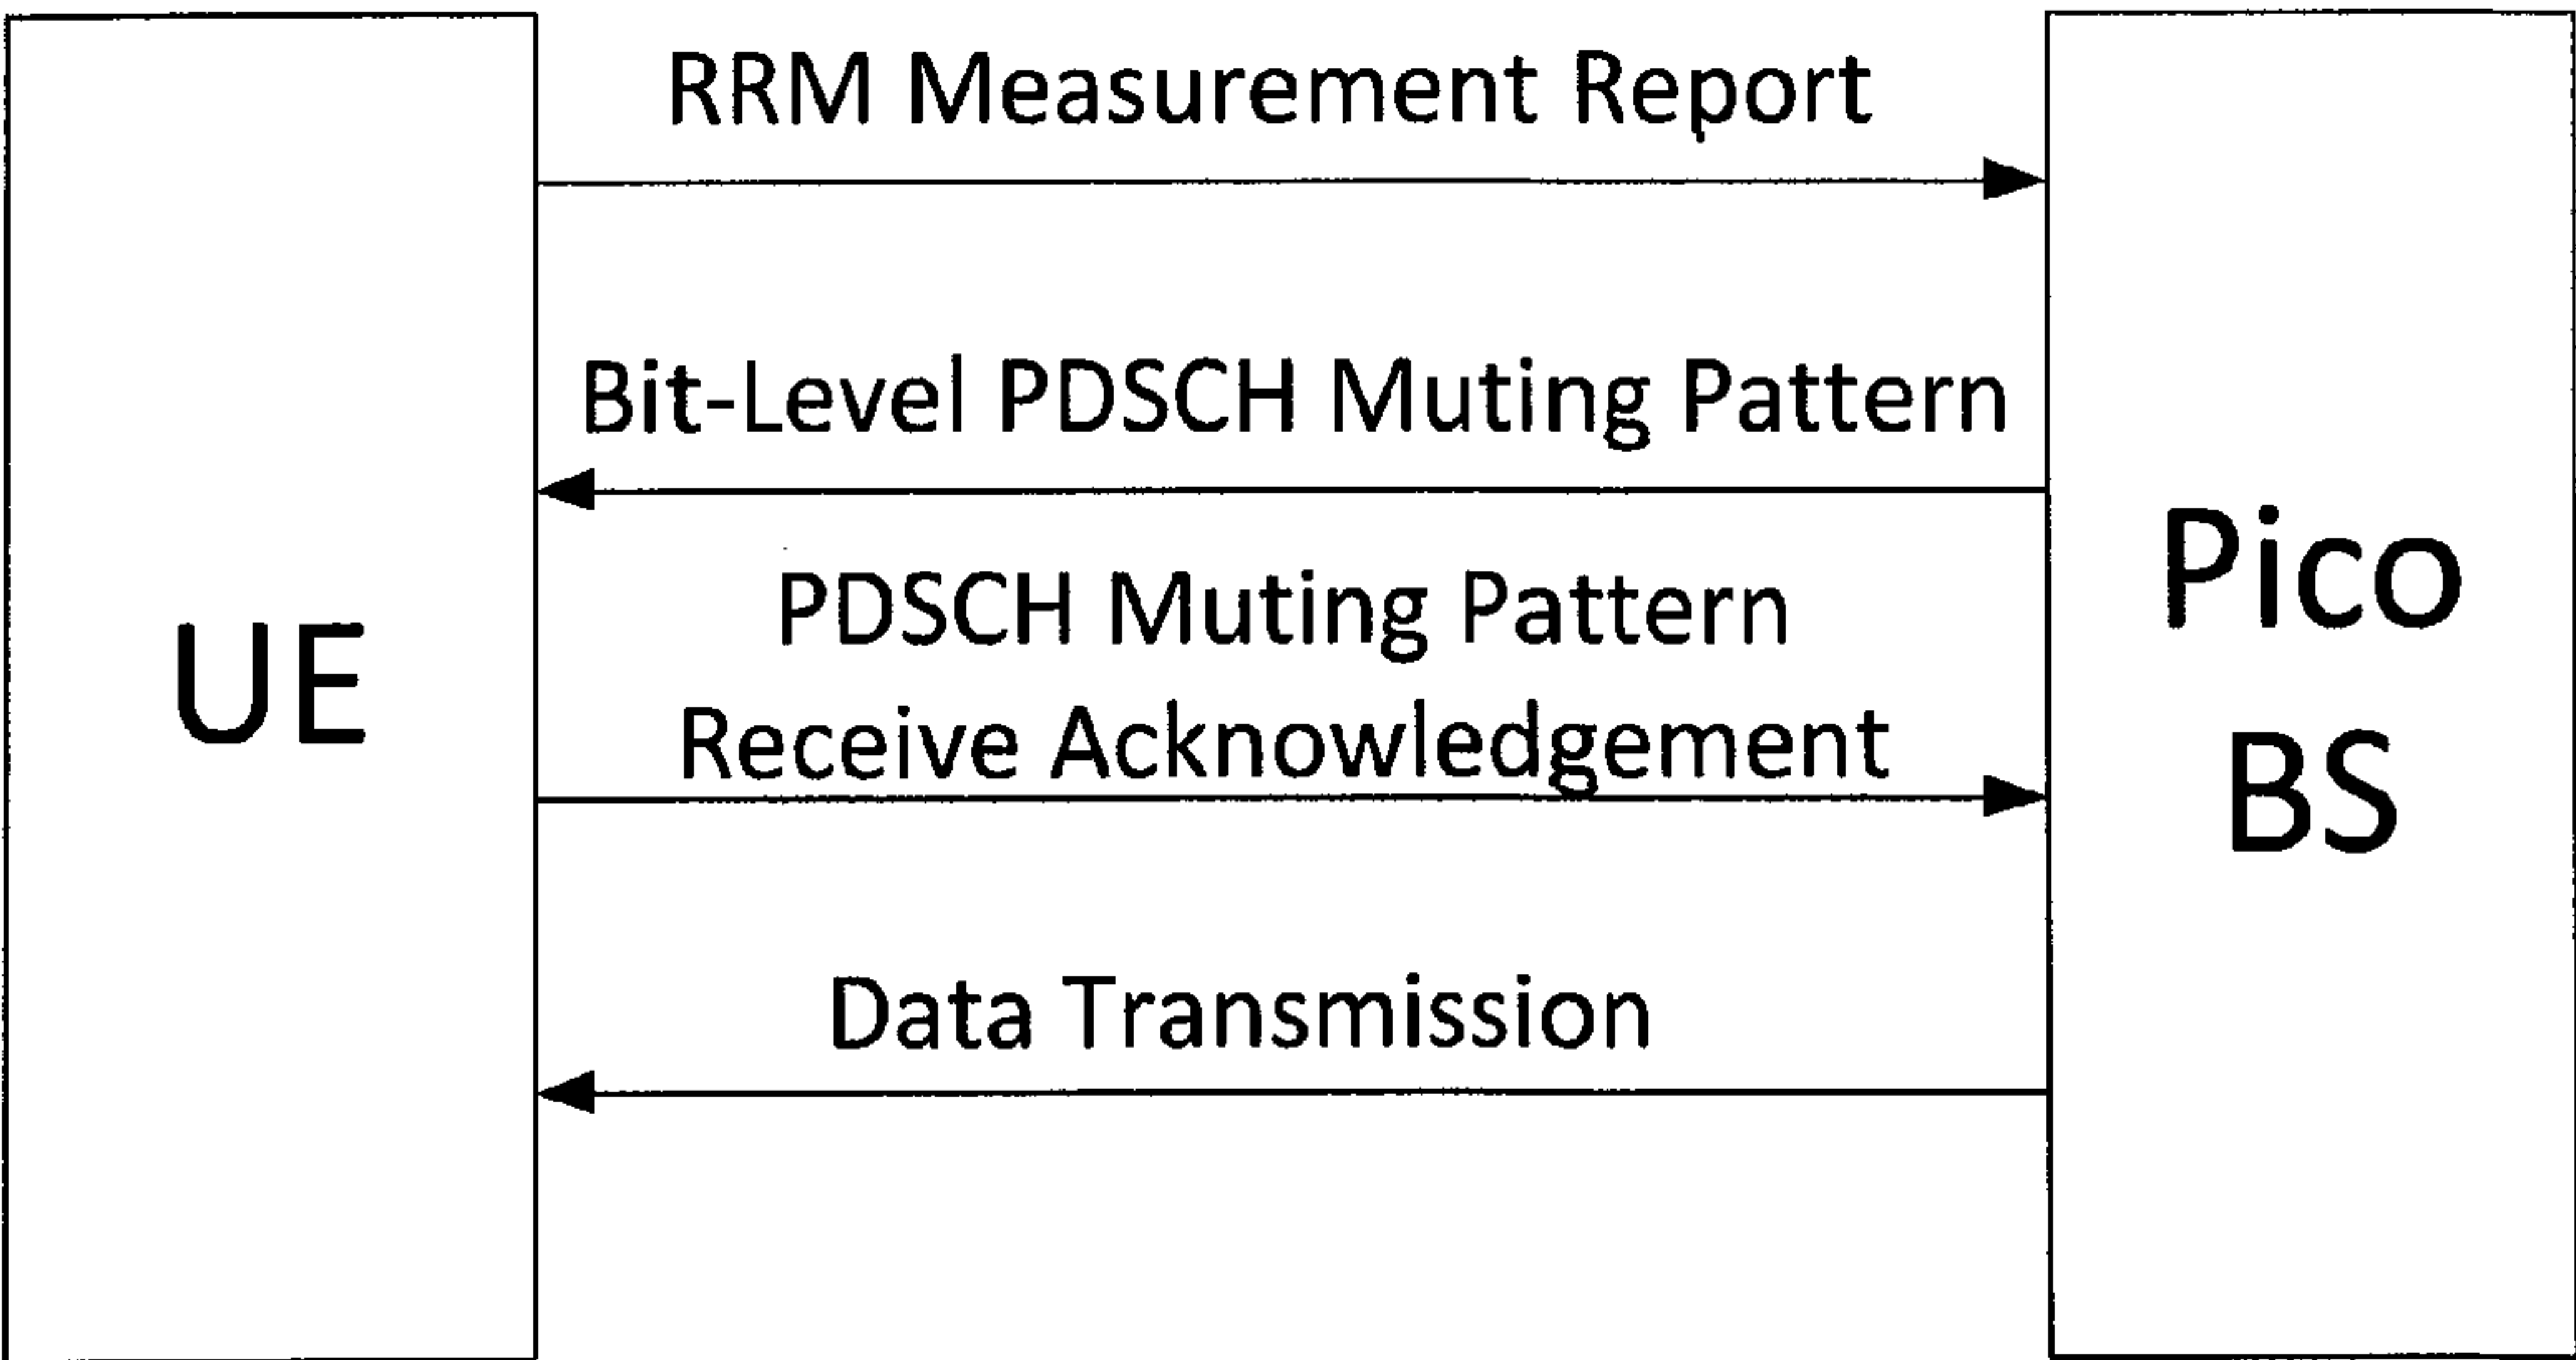 RRM Measurement Report
Bit-Level PDSCH Muting Pattern
PDSCH Muting Pattern
Receive Acknowledgement
Data Transmission
UE
Pico
BS